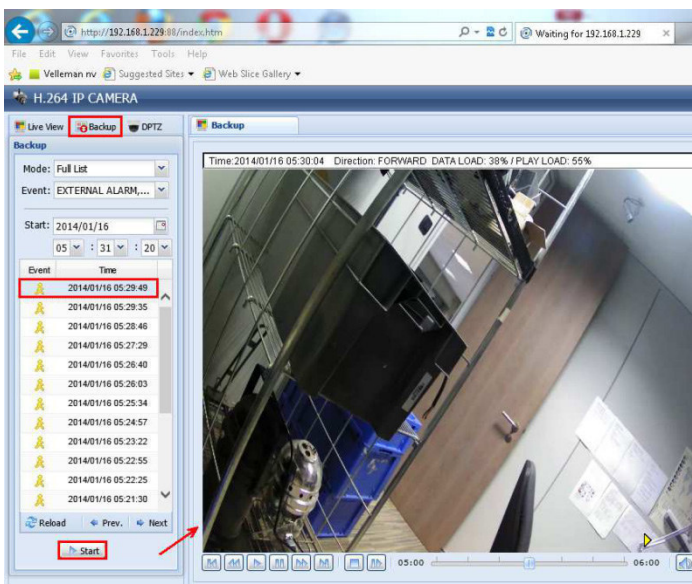 http://192.168.1.229:88/index.htm
Waiting for 192.168.1.229
File Edit View Favorites Tools Help
Velleman nv Suggested Sites Web Slice Gallery
H.264 IP CAMERA
Live View Backup DPTZ
Backup
Backup
Mode: Full List
Event: EXTERNAL ALARM,...
Start: 2014/01/16
05 : 31 : 20
Event Time
2014/01/16 05:29:49
2014/01/16 05:29:35
2014/01/16 05:28:46
2014/01/16 05:27:29
2014/01/16 05:26:40
2014/01/16 05:26:03
2014/01/16 05:25:34
2014/01/16 05:24:57
2014/01/16 05:23:22
2014/01/16 05:22:55
2014/01/16 05:22:25
2014/01/16 05:21:30
Reload Prev. Next
Start
Time:2014/01/16 05:30:04 Direction: FORWARD DATA LOAD: 38% / PLAY LOAD: 55%
05:00 06:00